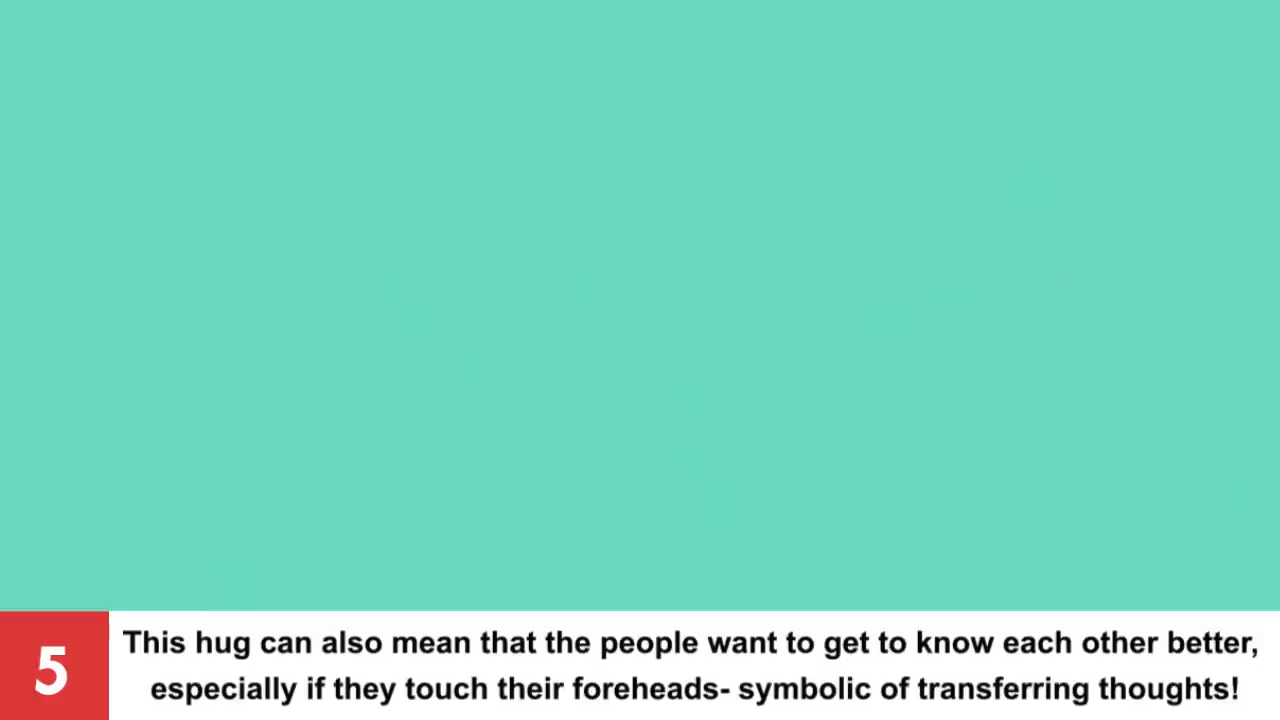 5
This hug can also mean that the people want to get to know each other better,
especially if they touch their foreheads- symbolic of transferring thoughts!